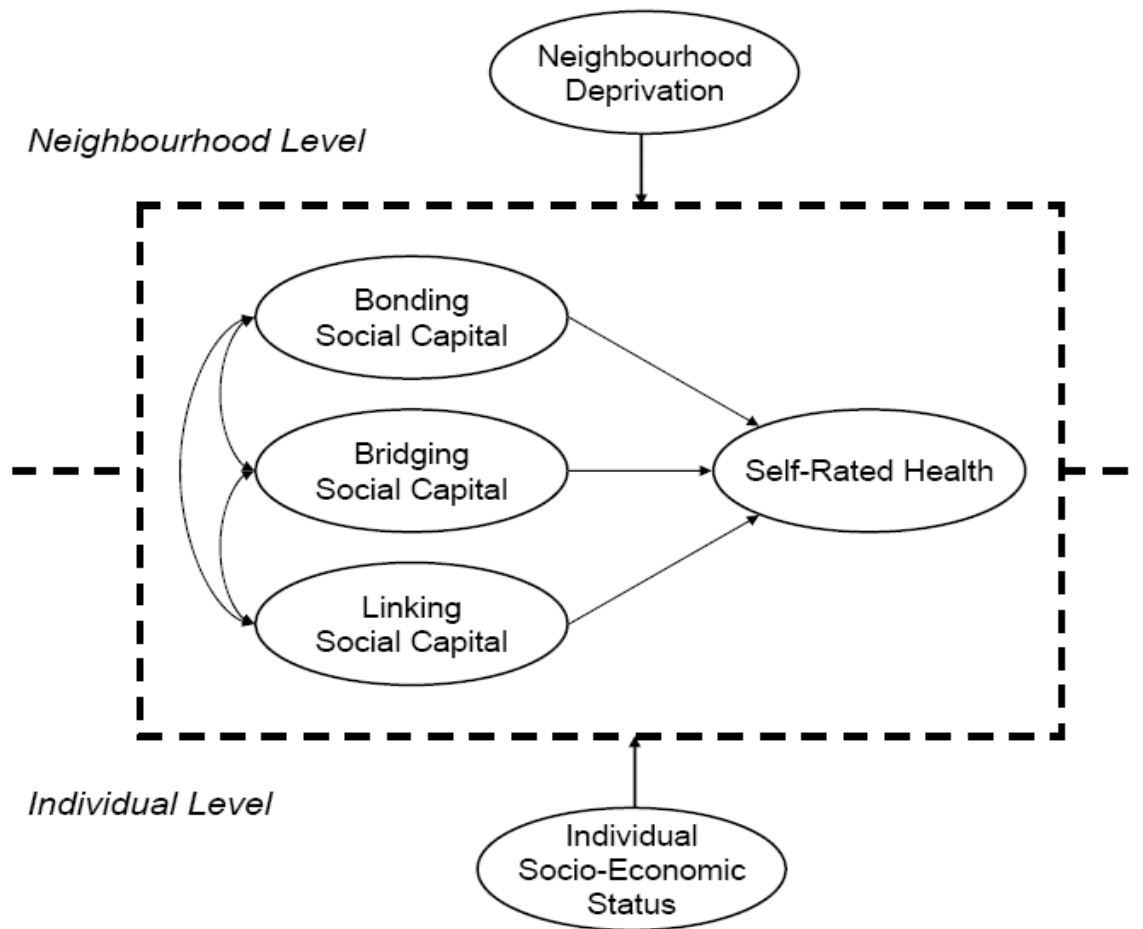 Neighbourhood
Deprivation
Neighbourhood Level
Bonding
Social Capital
Bridging
Social Capital
Self-Rated Health
Linking
Social Capital
Individual Level
Individual
Socio-Economic
Status